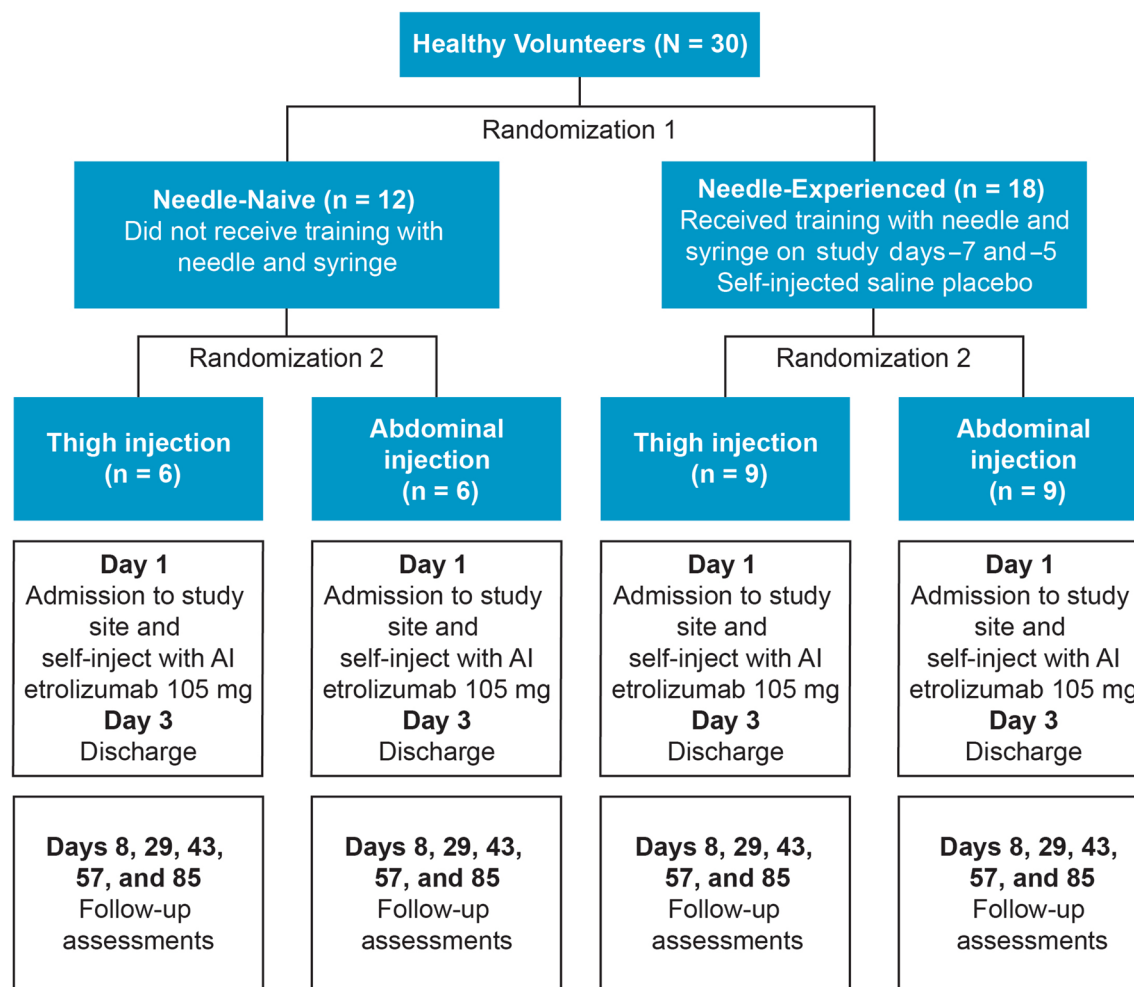 Healthy Volunteers (N = 30)
Randomization 1
Needle-Naive (n = 12)
Did not receive training with
needle and syringe
Needle-Experienced (n = 18)
Received training with needle and
syringe on study days–7 and–5
Self-injected saline placebo
Randomization 2
Randomization 2
Thigh injection
(n = 6)
Abdominal
injection
(n = 6)
Thigh injection
(n = 9)
Abdominal
injection
(n = 9)
Day 1
Admission to study
site and
self-inject with AI
etrolizumab 105 mg
Day 3
Discharge
Day 1
Admission to study
site and
self-inject with AI
etrolizumab 105 mg
Day 3
Discharge
Day 1
Admission to study
site and
self-inject with AI
etrolizumab 105 mg
Day 3
Discharge
Day 1
Admission to study
site and
self-inject with AI
etrolizumab 105 mg
Day 3
Discharge
Days 8, 29, 43,
57, and 85
Follow-up
assessments
Days 8, 29, 43,
57, and 85
Follow-up
assessments
Days 8, 29, 43,
57, and 85
Follow-up
assessments
Days 8, 29, 43,
57, and 85
Follow-up
assessments